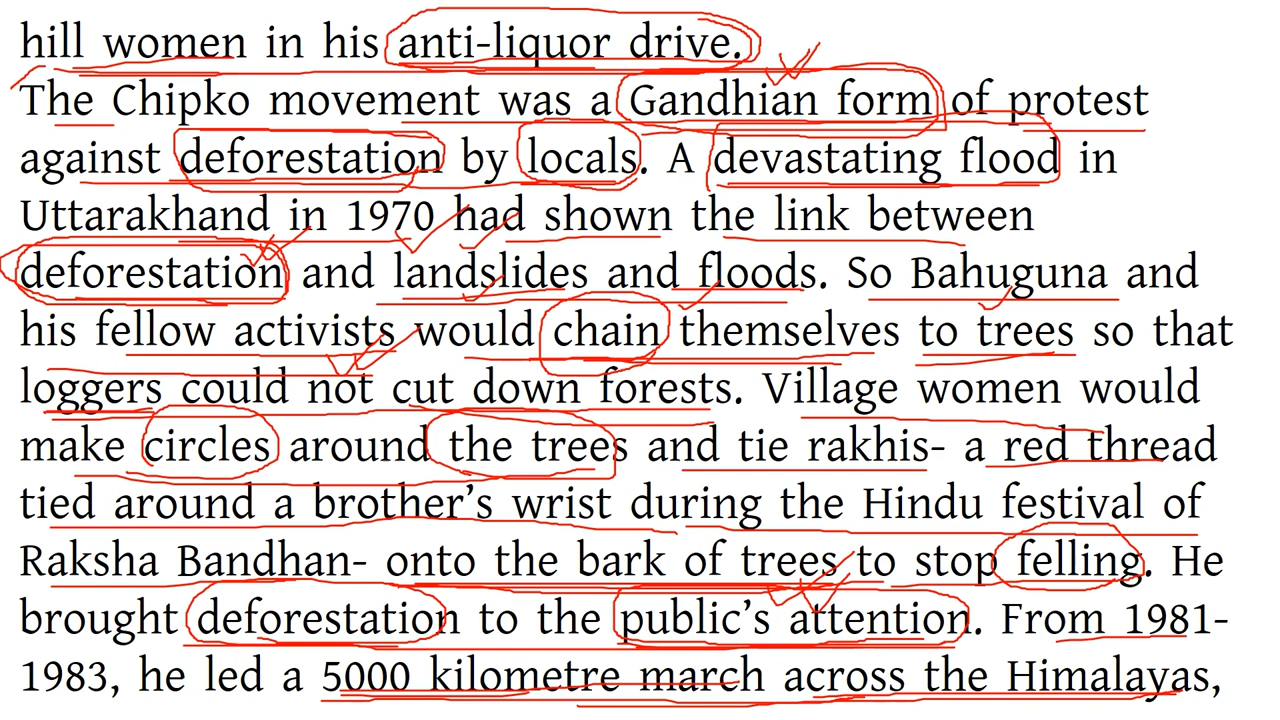 hill women in his anti-liquor drive.
The Chipko movement was a Gandhian form of protest
against deforestation by locals. A devastating flood in
Uttarakhand in 1970 had shown the link between
deforestation and landslides and floods. So Bahuguna and
his fellow activists would chain themselves to trees so that
loggers could not cut down forests. Village women would
make circles around the trees and tie rakhis- a red thread
tied around a brother’s wrist during the Hindu festival of
Raksha Bandhan- onto the bark of trees to stop felling. He
brought deforestation to the public’s attention. From 1981-
1983, he led a 5000 kilometre march across the Himalayas,